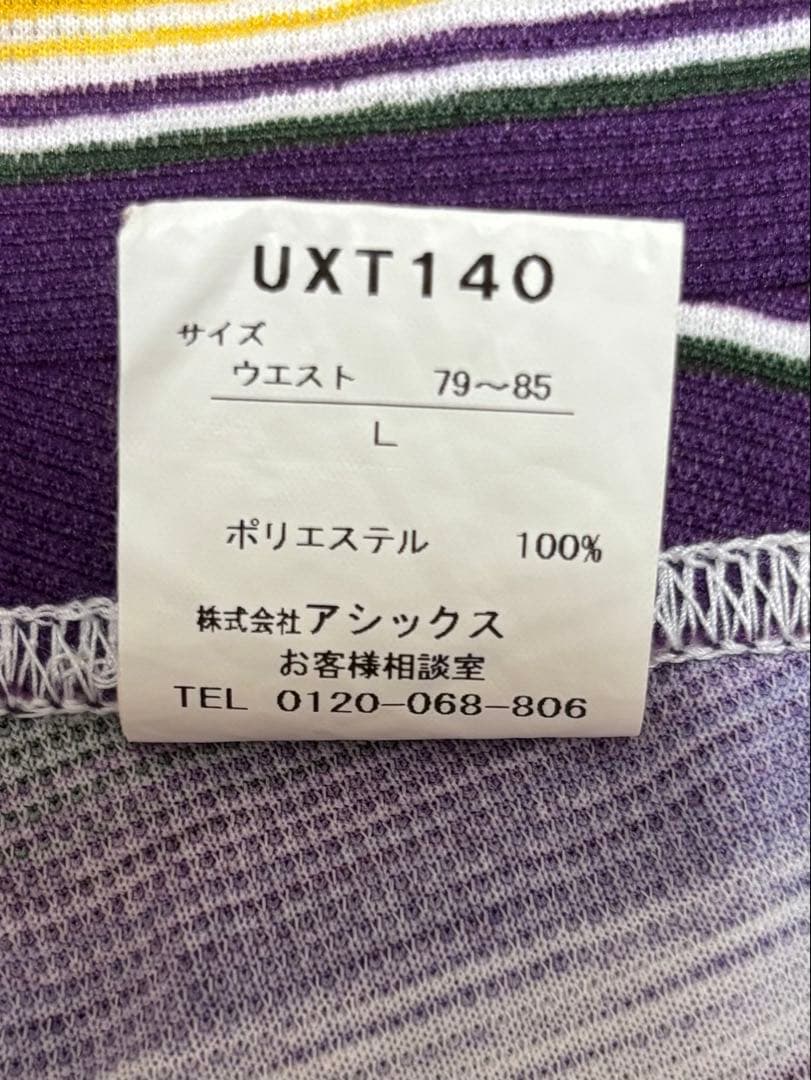 UXT140
サイズ
ウエスト 79〜85
L
ポリエステル 100%
株式会社アシックス
お客様相談室
TEL 0120-068-806